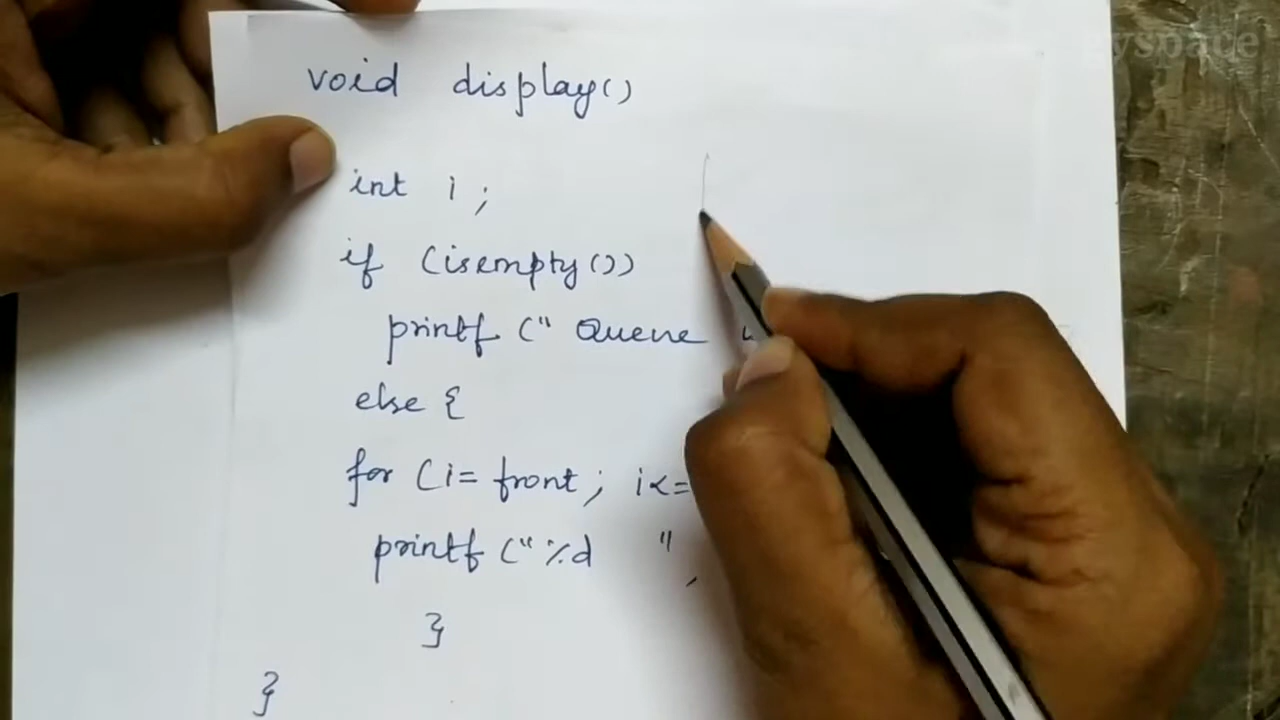 void display()
int i ;
if (isempty())
printf (" Queue
else {
for (i= front; i<=
printf ("%d ",
}
}